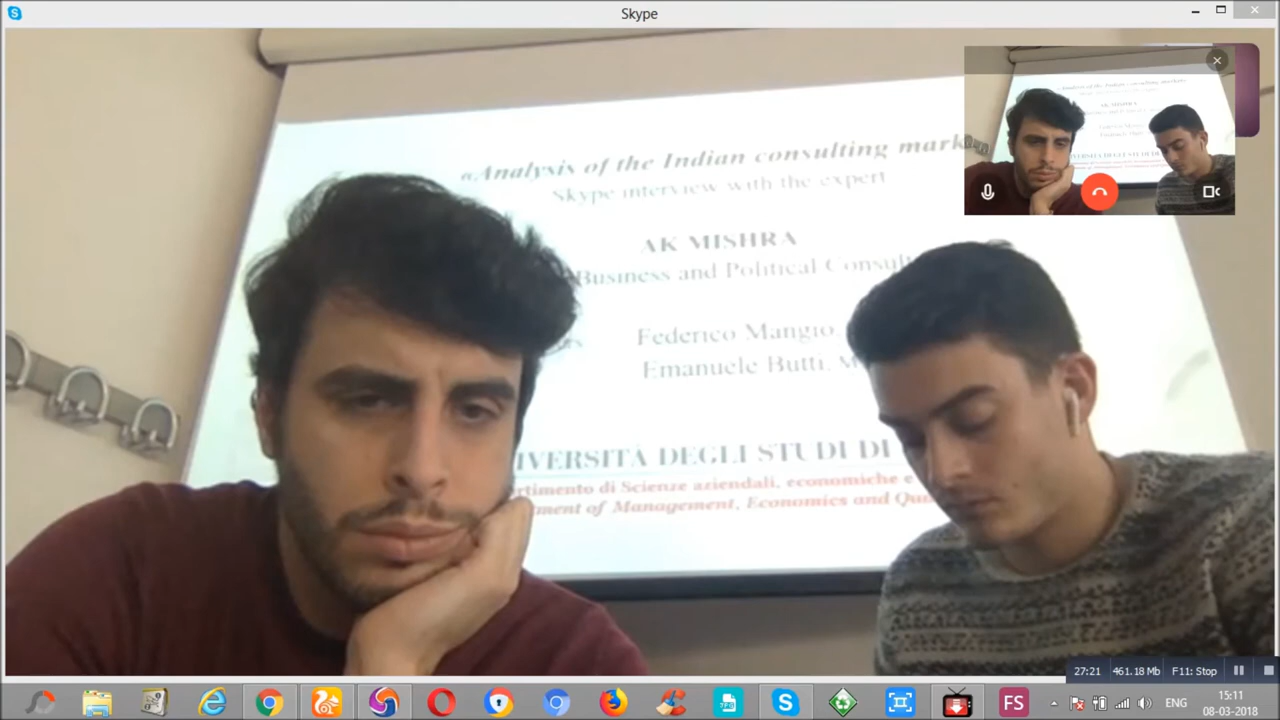 Skype
«Analysis of the Indian consulting mark
Skype interview with the expert
AK MISHRA
Business and Political Consult
Federico Mangio,
Emanuele Butti, M
IVERSITÀ DEGLI STUDI DI
rtimento di Scienze aziendali, economiche e
ment of Management, Economics and Qu
27:21 461.18 Mb F11: Stop
FS
ENG
15:11
08-03-2018